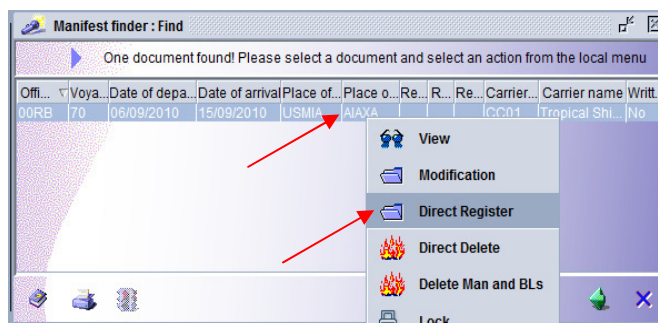 Manifest finder : Find
One document found! Please select a document and select an action from the local menu
Offi... Voya... Date of depa... Date of arrival Place of... Place o... Re... R... Re... Carrier... Carrier name Writt.
00RB 70 06/09/2010 15/09/2010 USMIA AIAXA CC01 Tropical Shi... No
View
Modification
Direct Register
Direct Delete
Delete Man and BLs
Lock